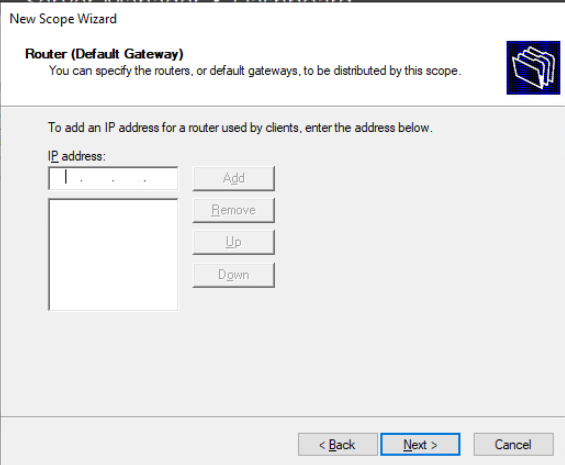 New Scope Wizard
Router (Default Gateway)
You can specify the routers, or default gateways, to be distributed by this scope.
To add an IP address for a router used by clients, enter the address below.
IP address:
. . .
Add
Remove
Up
Down
< Back
Next >
Cancel